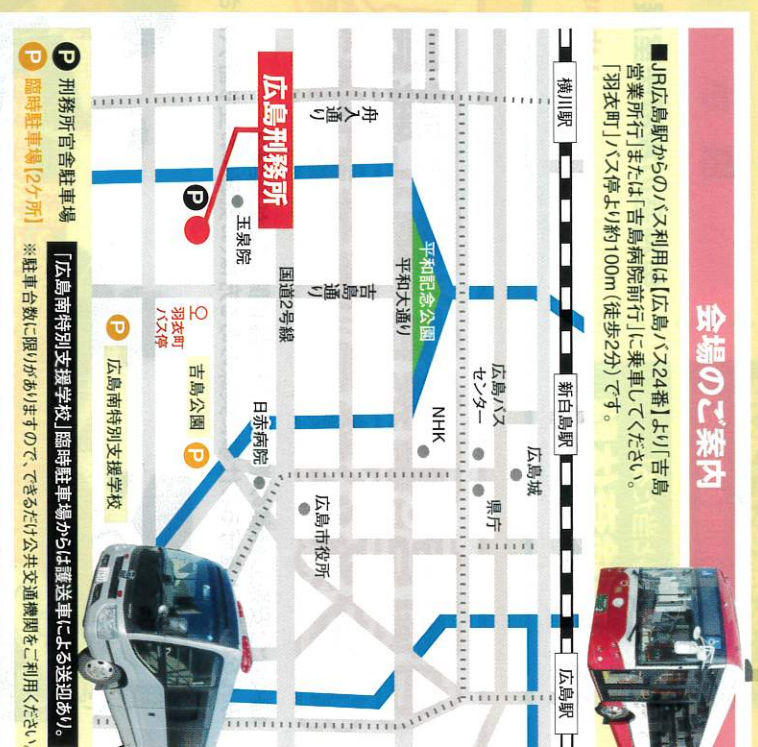 会場のご案内
■JR広島駅からのバス利用は【広島バス24番】より「吉島
営業所行」または「吉島病院前行」に乗車してください。
「羽衣町」バス停より約100m（徒歩2分）です。
横川駅
新白島駅
広島駅
広島城
県庁
広島バス
センター
NHK
平和記念公園
平和大通り
舟入通り
吉島通り
国道2号線
広島市役所
日赤病院
広島刑務所
玉泉院
P
羽衣町
バス停
吉島公園
P
P
広島南特別支援学校
P 刑務所官舎駐車場
P 臨時駐車場【2ケ所】
「広島南特別支援学校」臨時駐車場からは護送車による送迎あり。
※駐車台数に限りがありますので、できるだけ公共交通機関をご利用ください。